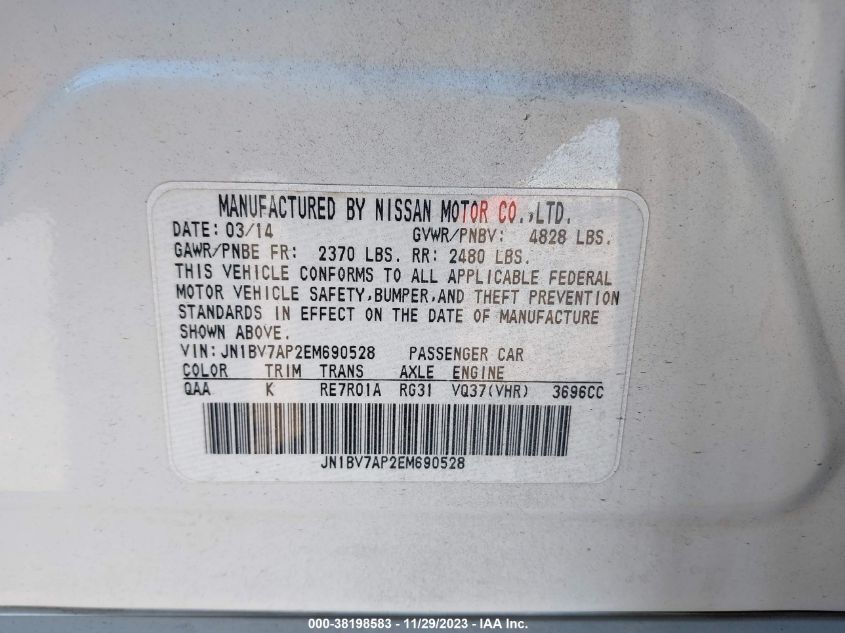 MANUFACTURED BY NISSAN MOTOR CO.,LTD.
DATE: 03/14 GVWR/PNBV: 4828 LBS.
GAWR/PNBE FR: 2370 LBS. RR: 2480 LBS.
THIS VEHICLE CONFORMS TO ALL APPLICABLE FEDERAL
MOTOR VEHICLE SAFETY,BUMPER,AND THEFT PREVENTION
STANDARDS IN EFFECT ON THE DATE OF MANUFACTURE
SHOWN ABOVE.
VIN: JN1BV7AP2EM690528 PASSENGER CAR
COLOR TRIM TRANS AXLE ENGINE
QAA K RE7R01A RG31 VQ37(VHR) 3696CC
JN1BV7AP2EM690528
000-38198583 - 11/29/2023 - IAA Inc.